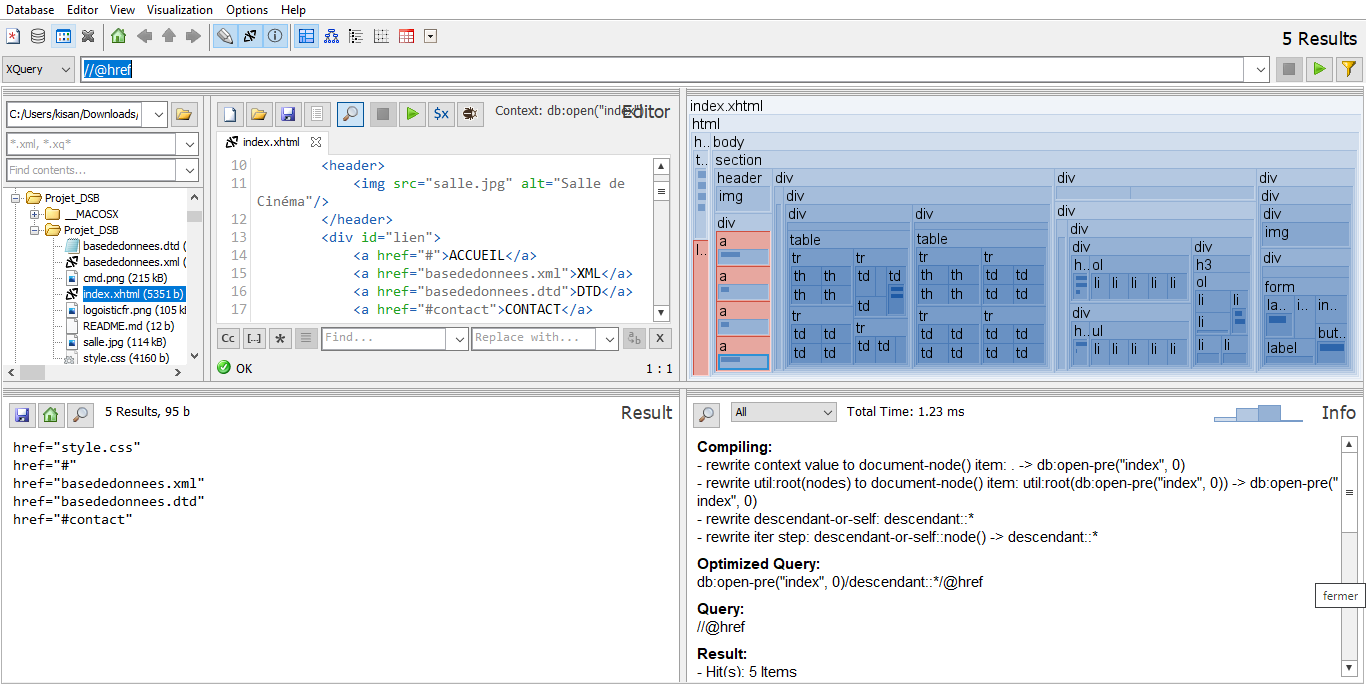 Database Editor View Visualization Options Help
5 Results
XQuery //@href
C:/Users/kisan/Downloads/
*.xml, *.xq*
Find contents...
Projet_DSB
__MACOSX
Projet_DSB
basededonnees.dtd (
basededonnees.xml (
cmd.png (215 kB)
index.xhtml (5351 b)
logoisticfr.png (105 k
README.md (12 b)
salle.jpg (114 kB)
style.css (4160 b)
$x
Context: db:open("index")
Editor
index.xhtml
10 <header>
11 <img src="salle.jpg" alt="Salle de
Cinéma"/>
12 </header>
13 <div id="lien">
14 <a href="#">ACCUEIL</a>
15 <a href="basededonnees.xml">XML</a>
16 <a href="basededonnees.dtd">DTD</a>
17 <a href="#contact">CONTACT</a>
Cc [..] * Find... Replace with... X
OK
1 : 1
index.xhtml
html
h.. body
t.. section
header div div div
img div div
div div div div div
a table table div img
l.. tr tr tr tr div div div
th th td td th th td td h.. ol h3 form
a th th td th th td td li li li li li ol la.. i.. in..
tr tr tr tr div li li
a td td td td td td td td h.. ul li but..
a td td td td td td li li li li li li label
5 Results, 95 b
Result
href="style.css"
href="#"
href="basededonnees.xml"
href="basededonnees.dtd"
href="#contact"
All Total Time: 1.23 ms
Info
Compiling:
- rewrite context value to document-node() item: . -> db:open-pre("index", 0)
- rewrite util:root(nodes) to document-node() item: util:root(db:open-pre("index", 0)) -> db:open-pre("
index", 0)
- rewrite descendant-or-self: descendant::*
- rewrite iter step: descendant-or-self::node() -> descendant::*
Optimized Query:
db:open-pre("index", 0)/descendant::*/@href
fermer
Query:
//@href
Result:
- Hit(s): 5 Items